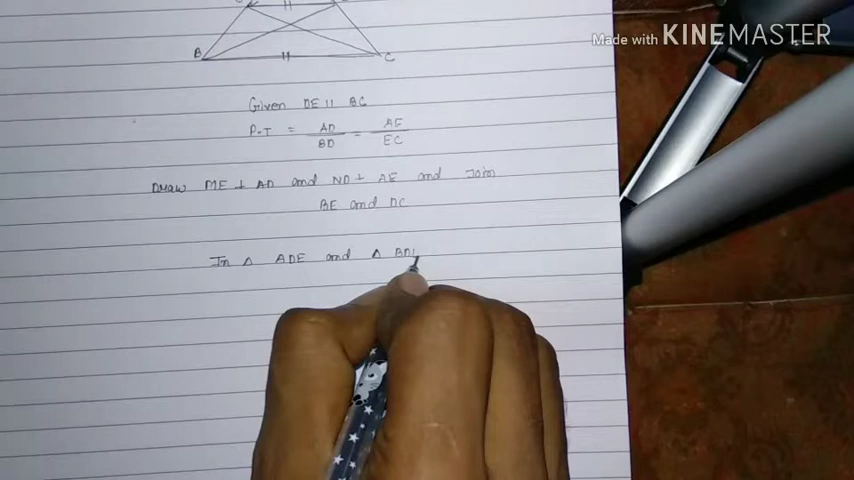 Made with KINEMASTER
B C
Given DE || BC
P.T = AD/BD = AE/EC
Draw ME ⊥ AD and ND ⊥ AE and Join
BE and DC
In △ ADE and △ BD